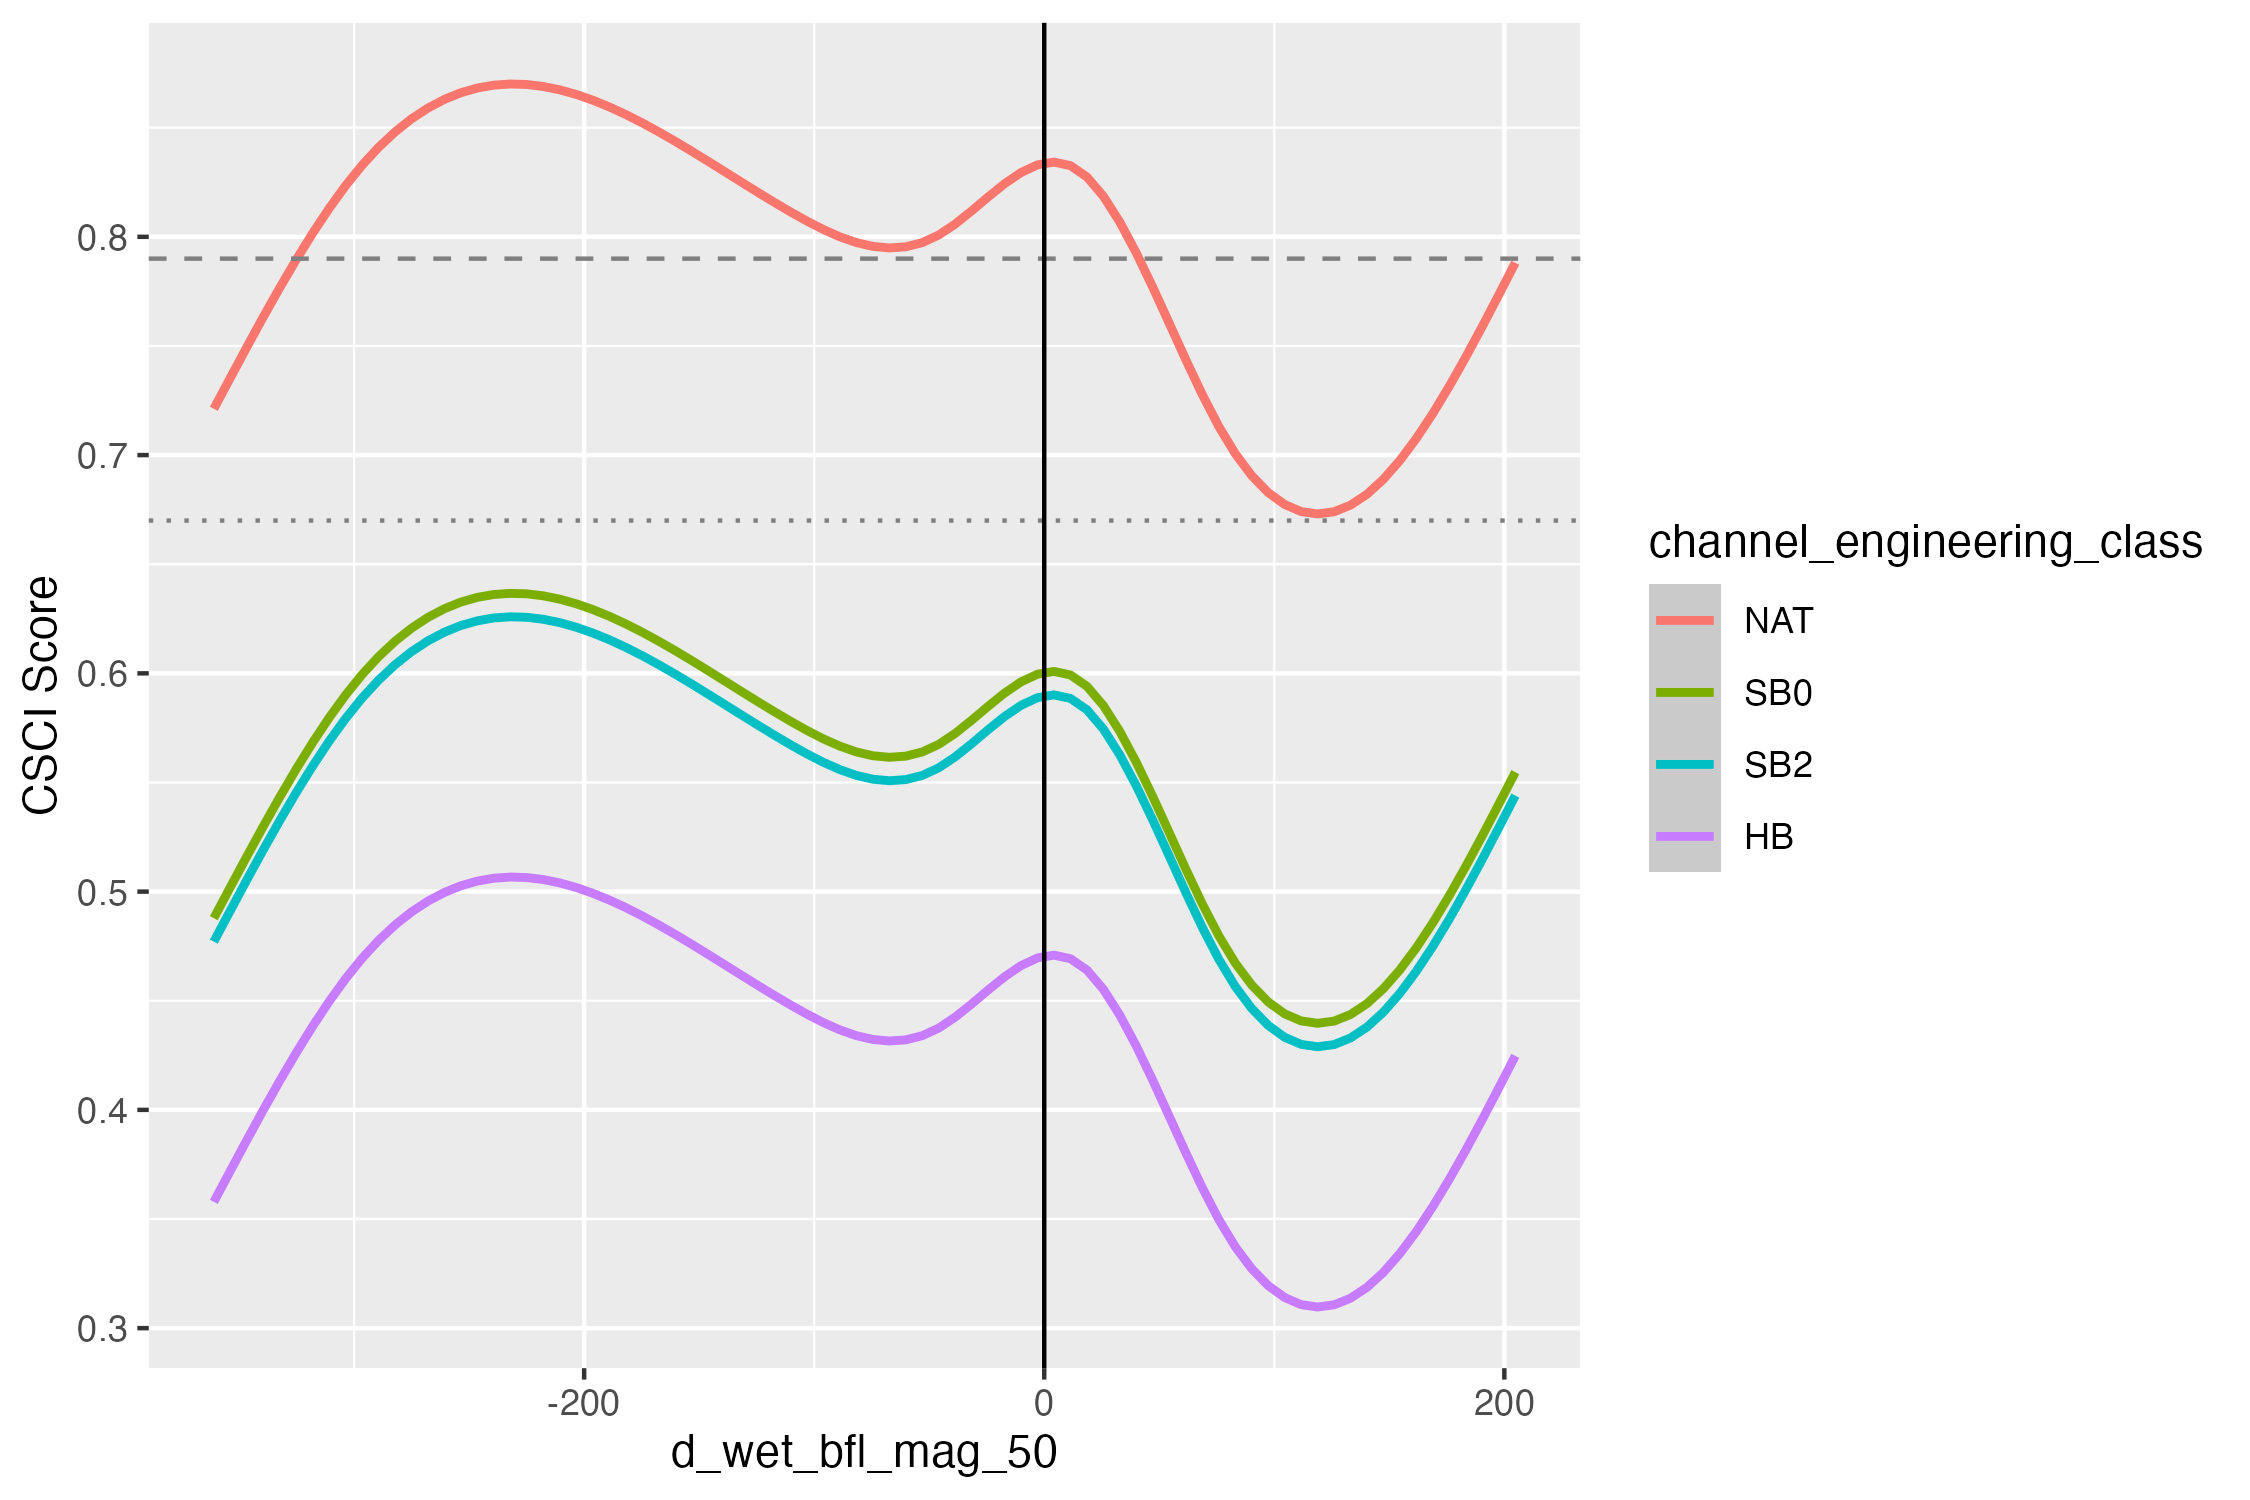 CSCI Score
0.8
0.7
0.6
0.5
0.4
0.3
-200
0
200
d_wet_bfl_mag_50
channel_engineering_class
NAT
SB0
SB2
HB